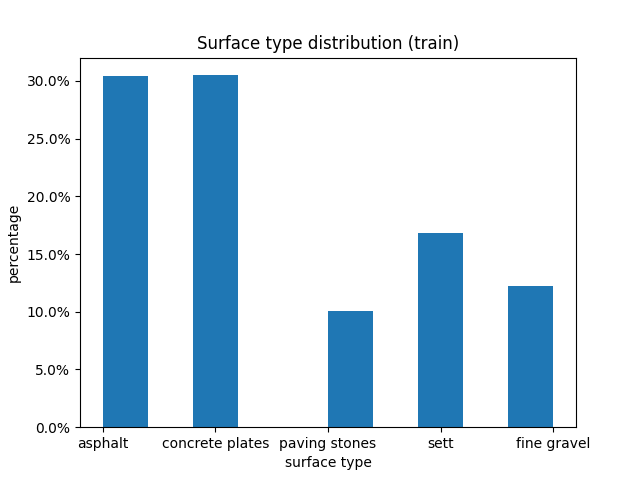 Surface type distribution (train)
30.0%
25.0%
20.0%
15.0%
10.0%
5.0%
0.0%
percentage
asphalt concrete plates paving stones sett fine gravel
surface type